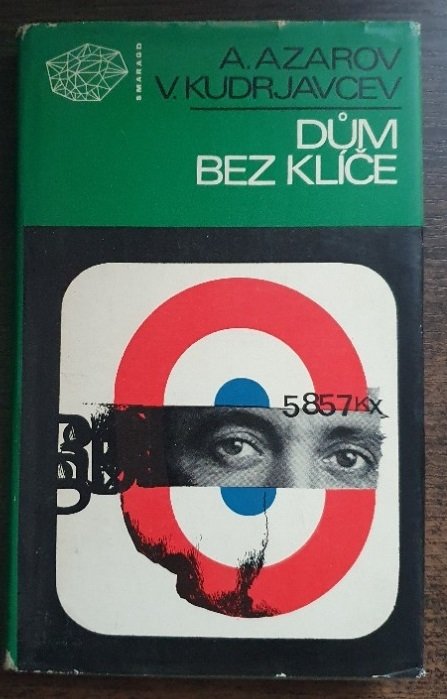 SMARAGD
A. AZAROV
V. KUDRJAVCEV
DŮM
BEZ KLÍČE
5857KX